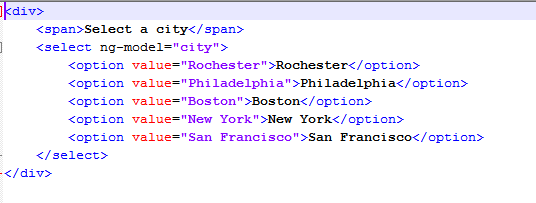 <div>
<span>Select a city</span>
<select ng-model="city">
<option value="Rochester">Rochester</option>
<option value="Philadelphia">Philadelphia</option>
<option value="Boston">Boston</option>
<option value="New York">New York</option>
<option value="San Francisco">San Francisco</option>
</select>
</div>